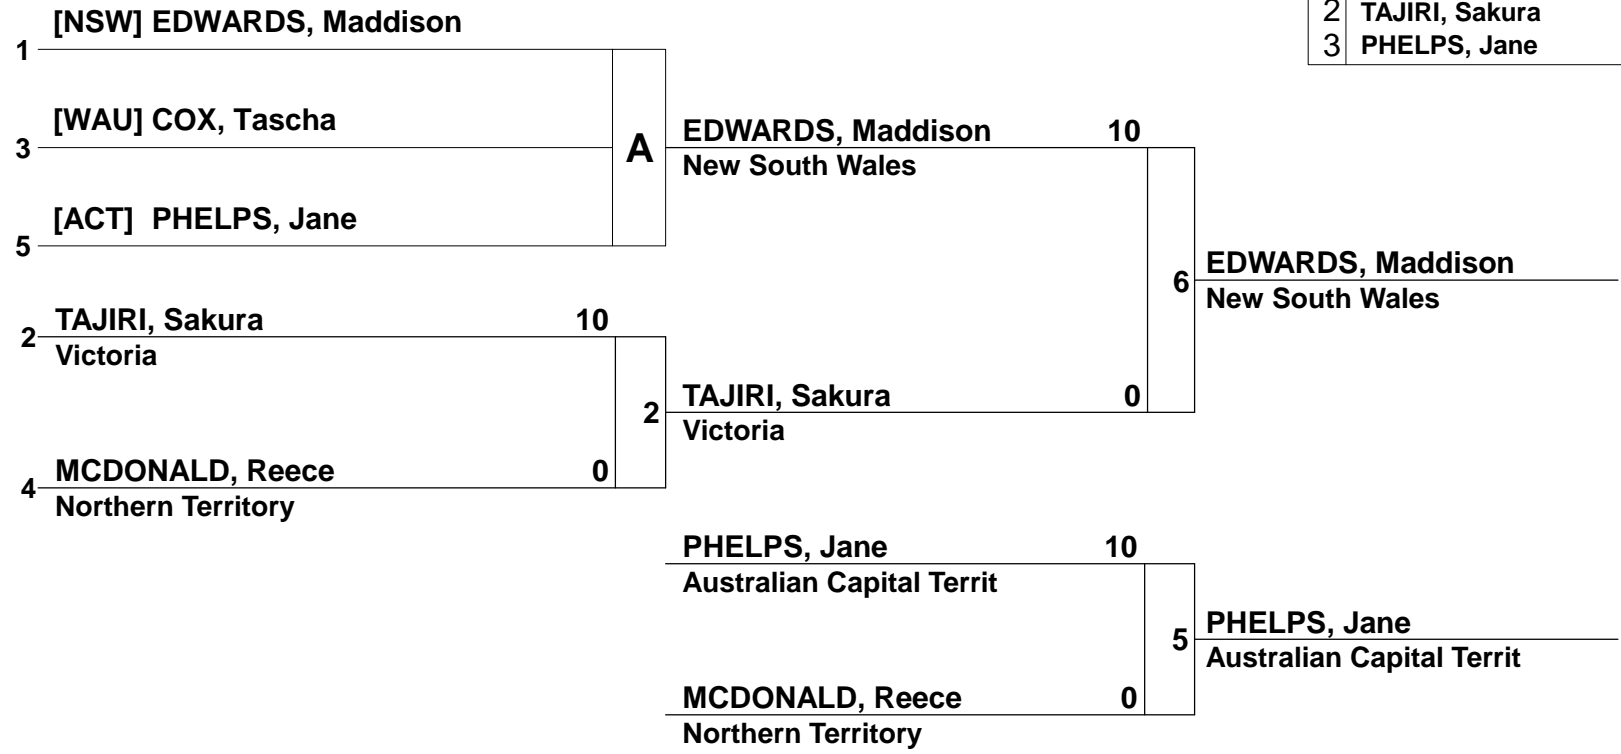 2 TAJIRI, Sakura
3 PHELPS, Jane
[NSW] EDWARDS, Maddison
1
[WAU] COX, Tascha
3
[ACT] PHELPS, Jane
5
A
EDWARDS, Maddison 10
New South Wales
TAJIRI, Sakura 10
2
Victoria
MCDONALD, Reece 0
4
Northern Territory
2
TAJIRI, Sakura 0
Victoria
6
EDWARDS, Maddison
New South Wales
PHELPS, Jane 10
Australian Capital Territ
MCDONALD, Reece 0
Northern Territory
5
PHELPS, Jane
Australian Capital Territ